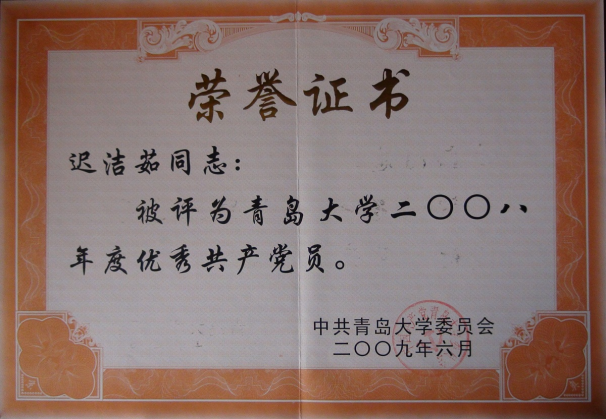 荣誉证书
迟洁茹同志：
被评为青岛大学二〇〇八
年度优秀共产党员。
中共青岛大学委员会
二〇〇九年六月